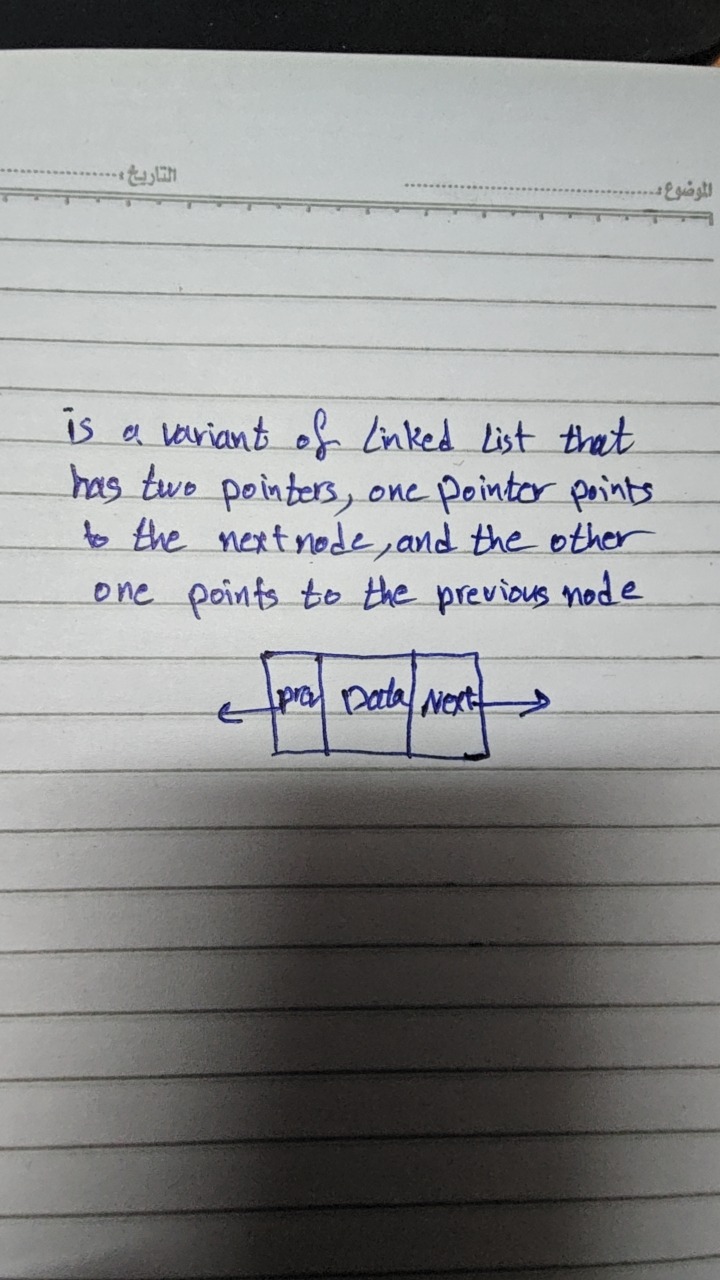 الموضوع: التاريخ:
is a variant of Linked List that
has two pointers, one pointer points
to the next node, and the other
one points to the previous node
prev Data Next